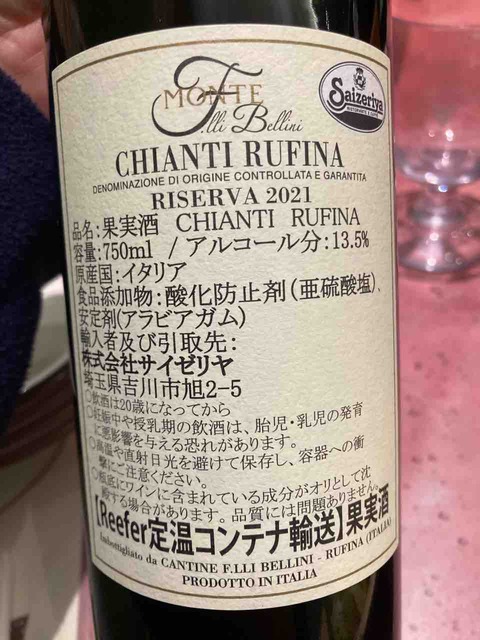 MONTE
F.lli Bellini
Saizeriya
CHIANTI RUFINA
DENOMINAZIONE DI ORIGINE CONTROLLATA E GARANTITA
RISERVA 2021
品名:果実酒 CHIANTI RUFINA
容量:750ml / アルコール分:13.5%
原産国:イタリア
食品添加物:酸化防止剤(亜硫酸塩)、
安定剤(アラビアガム)
輸入者及び引取先:
株式会社サイゼリヤ
埼玉県吉川市旭2-5
○飲酒は20歳になってから
○妊娠中や授乳期の飲酒は、胎児・乳児の発育
に悪影響を与える恐れがあります。
○高温や直射日光を避けて保存し、容器への衝
撃にご注意ください。
○瓶底にワインに含まれている成分がオリとして沈
殿する場合があります。品質には問題ありません。
【Reefer定温コンテナ輸送】果実酒
Imbottigliato da CANTINE F.LLI BELLINI - RUFINA (ITALIA)
PRODOTTO IN ITALIA